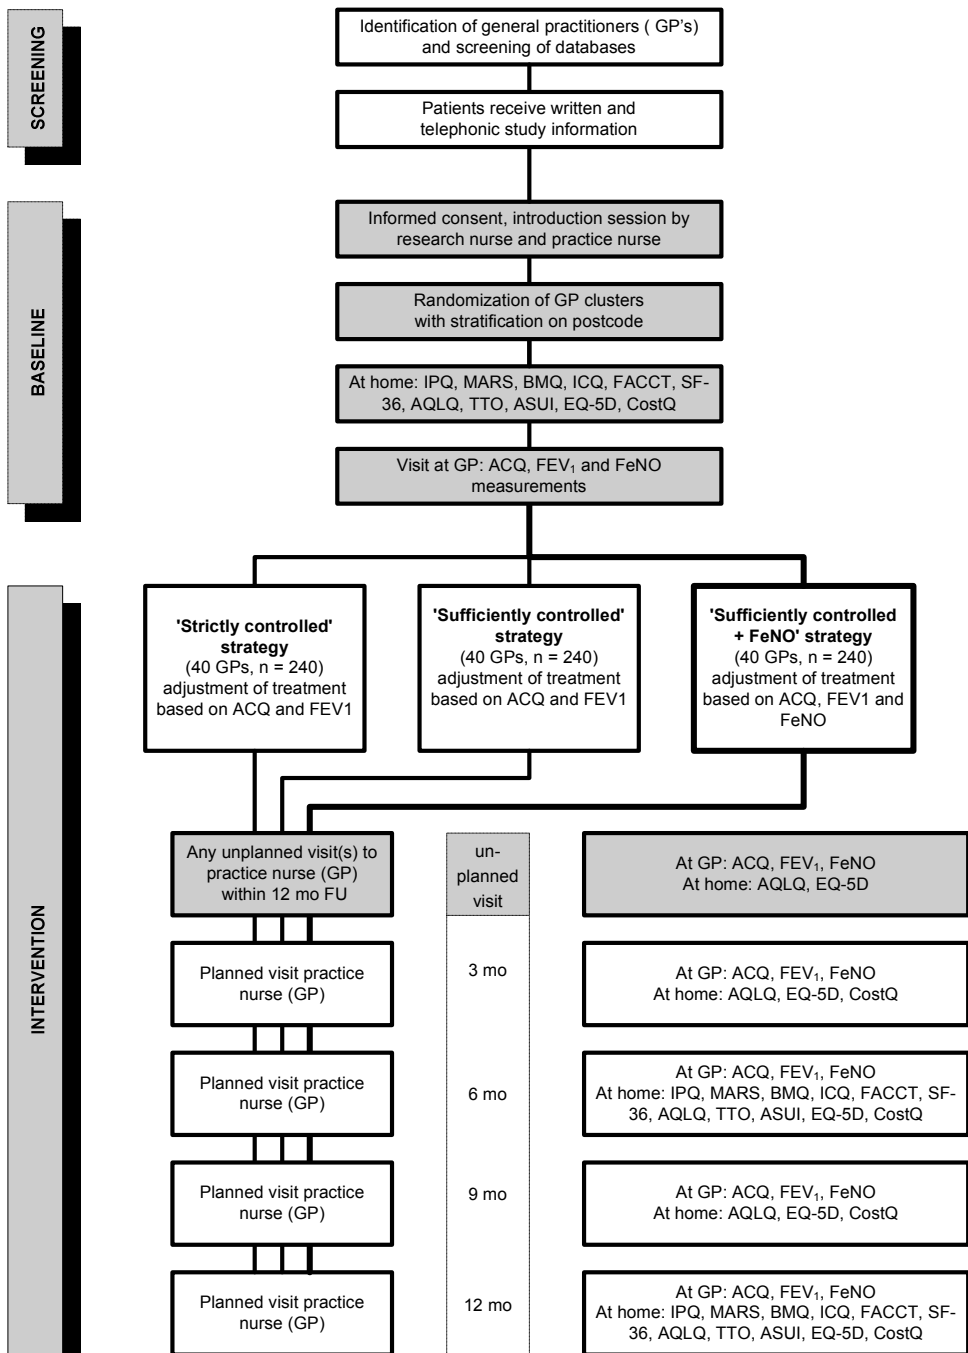 SCREENING
Identification of general practitioners ( GP's)
and screening of databases
Patients receive written and
telephonic study information
BASELINE
Informed consent, introduction session by
research nurse and practice nurse
Randomization of GP clusters
with stratification on postcode
At home: IPQ, MARS, BMQ, ICQ, FACCT, SF-
36, AQLQ, TTO, ASUI, EQ-5D, CostQ
Visit at GP: ACQ, FEV₁ and FeNO
measurements
INTERVENTION
'Strictly controlled'
strategy
(40 GPs, n = 240)
adjustment of treatment
based on ACQ and FEV1
'Sufficiently controlled'
strategy
(40 GPs, n = 240)
adjustment of treatment
based on ACQ and FEV1
'Sufficiently controlled
+ FeNO' strategy
(40 GPs, n = 240)
adjustment of treatment
based on ACQ, FEV1 and
FeNO
Any unplanned visit(s) to
practice nurse (GP)
within 12 mo FU
un-
planned
visit
At GP: ACQ, FEV₁, FeNO
At home: AQLQ, EQ-5D
Planned visit practice
nurse (GP)
3 mo
At GP: ACQ, FEV₁, FeNO
At home: AQLQ, EQ-5D, CostQ
Planned visit practice
nurse (GP)
6 mo
At GP: ACQ, FEV₁, FeNO
At home: IPQ, MARS, BMQ, ICQ, FACCT, SF-
36, AQLQ, TTO, ASUI, EQ-5D, CostQ
Planned visit practice
nurse (GP)
9 mo
At GP: ACQ, FEV₁, FeNO
At home: AQLQ, EQ-5D, CostQ
Planned visit practice
nurse (GP)
12 mo
At GP: ACQ, FEV₁, FeNO
At home: IPQ, MARS, BMQ, ICQ, FACCT, SF-
36, AQLQ, TTO, ASUI, EQ-5D, CostQ